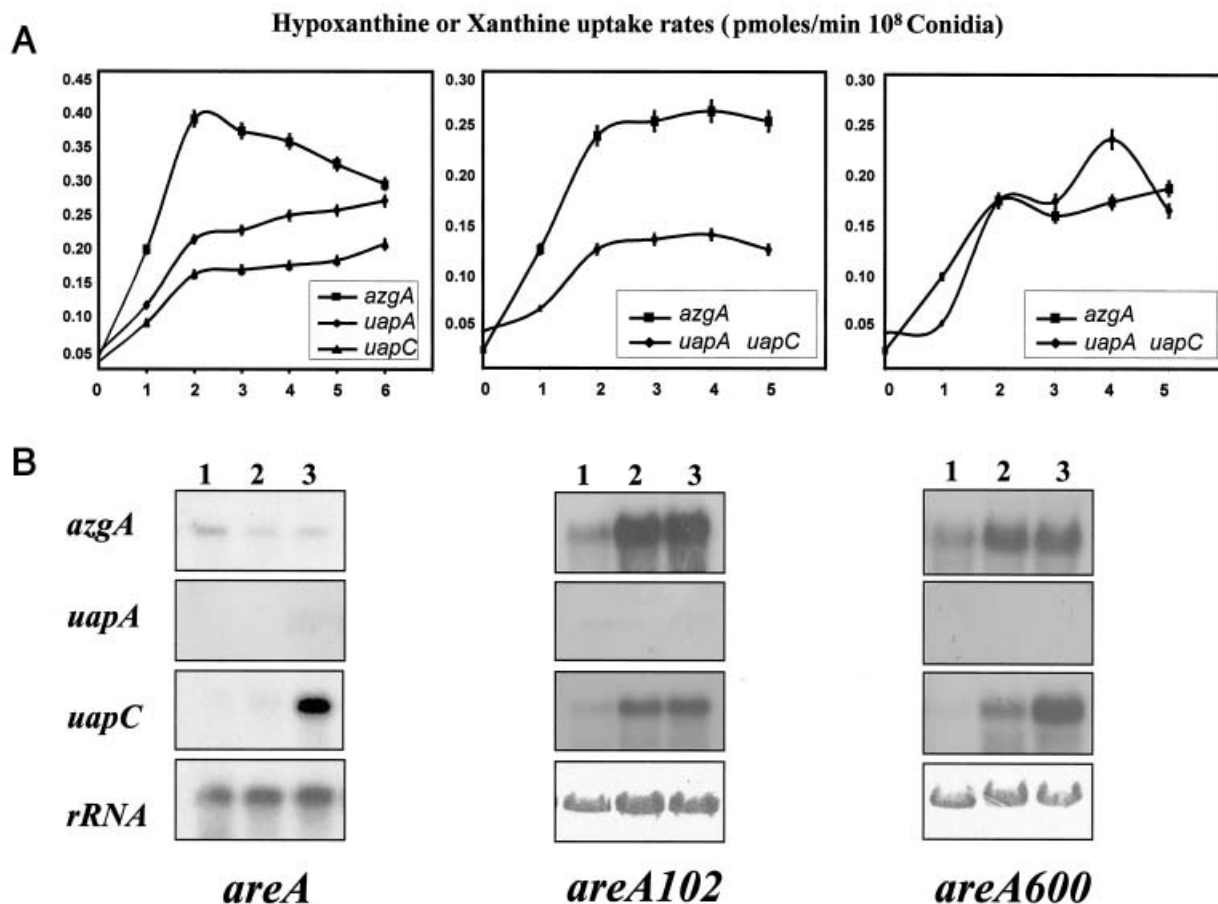 Hypoxanthine or Xanthine uptake rates (pmoles/min 10⁸ Conidia)
A
0.45
0.40
0.35
0.30
0.25
0.20
0.15
0.10
0.05
0 1 2 3 4 5 6
azgA
uapA
uapC
0.30
0.25
0.20
0.15
0.10
0.05
0 1 2 3 4 5
azgA
uapA uapC
0.30
0.25
0.20
0.15
0.10
0.05
0 1 2 3 4 5
azgA
uapA uapC
B
1 2 3
1 2 3
1 2 3
azgA
uapA
uapC
rRNA
areA
areA102
areA600